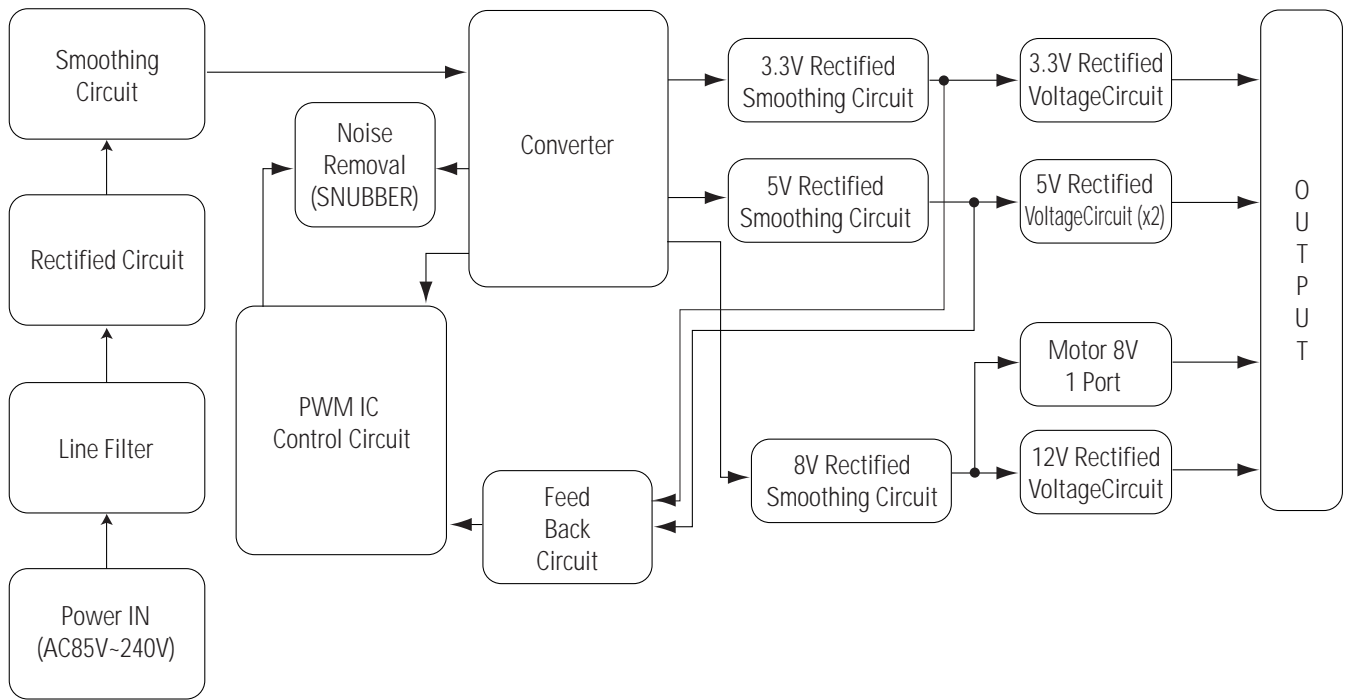 Smoothing
Circuit
Rectified Circuit
Line Filter
Power IN
(AC85V~240V)
Noise
Removal
(SNUBBER)
PWM IC
Control Circuit
Converter
Feed
Back
Circuit
3.3V Rectified
Smoothing Circuit
5V Rectified
Smoothing Circuit
8V Rectified
Smoothing Circuit
3.3V Rectified
VoltageCircuit
5V Rectified
VoltageCircuit (x2)
Motor 8V
1 Port
12V Rectified
VoltageCircuit
O
U
T
P
U
T